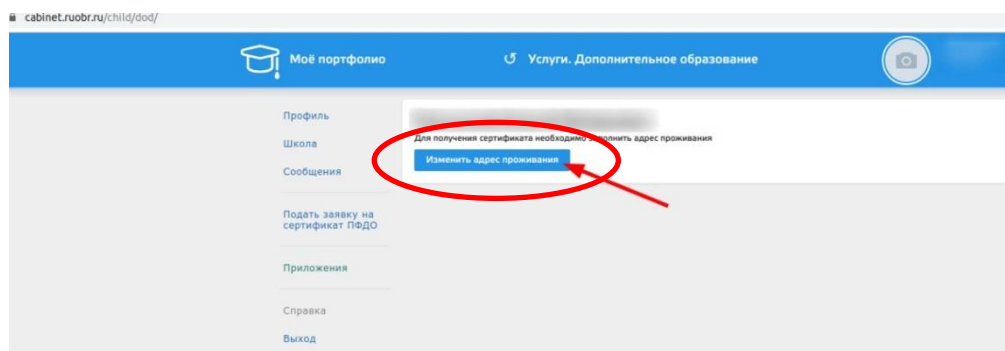 cabinet.ruobr.ru/child/dod/
Моё портфолио
Услуги. Дополнительное образование
Профиль
Школа
Сообщения
Подать заявку на
сертификат ПФДО
Приложения
Справка
Выход
Для получения сертификата необходимо заполнить адрес проживания
Изменить адрес проживания